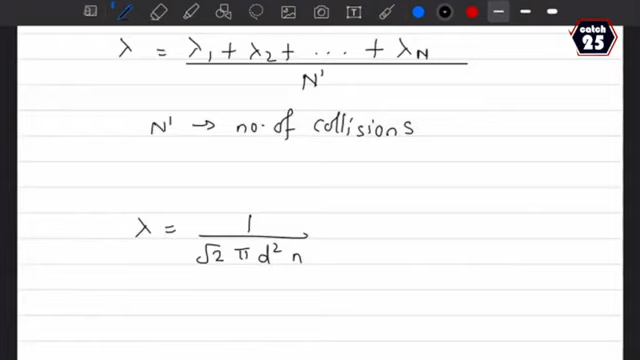 catch
25
λ = λ₁ + λ₂ + ... + λN
N'
N' → no. of collisions
λ = 1
√2 π d² n